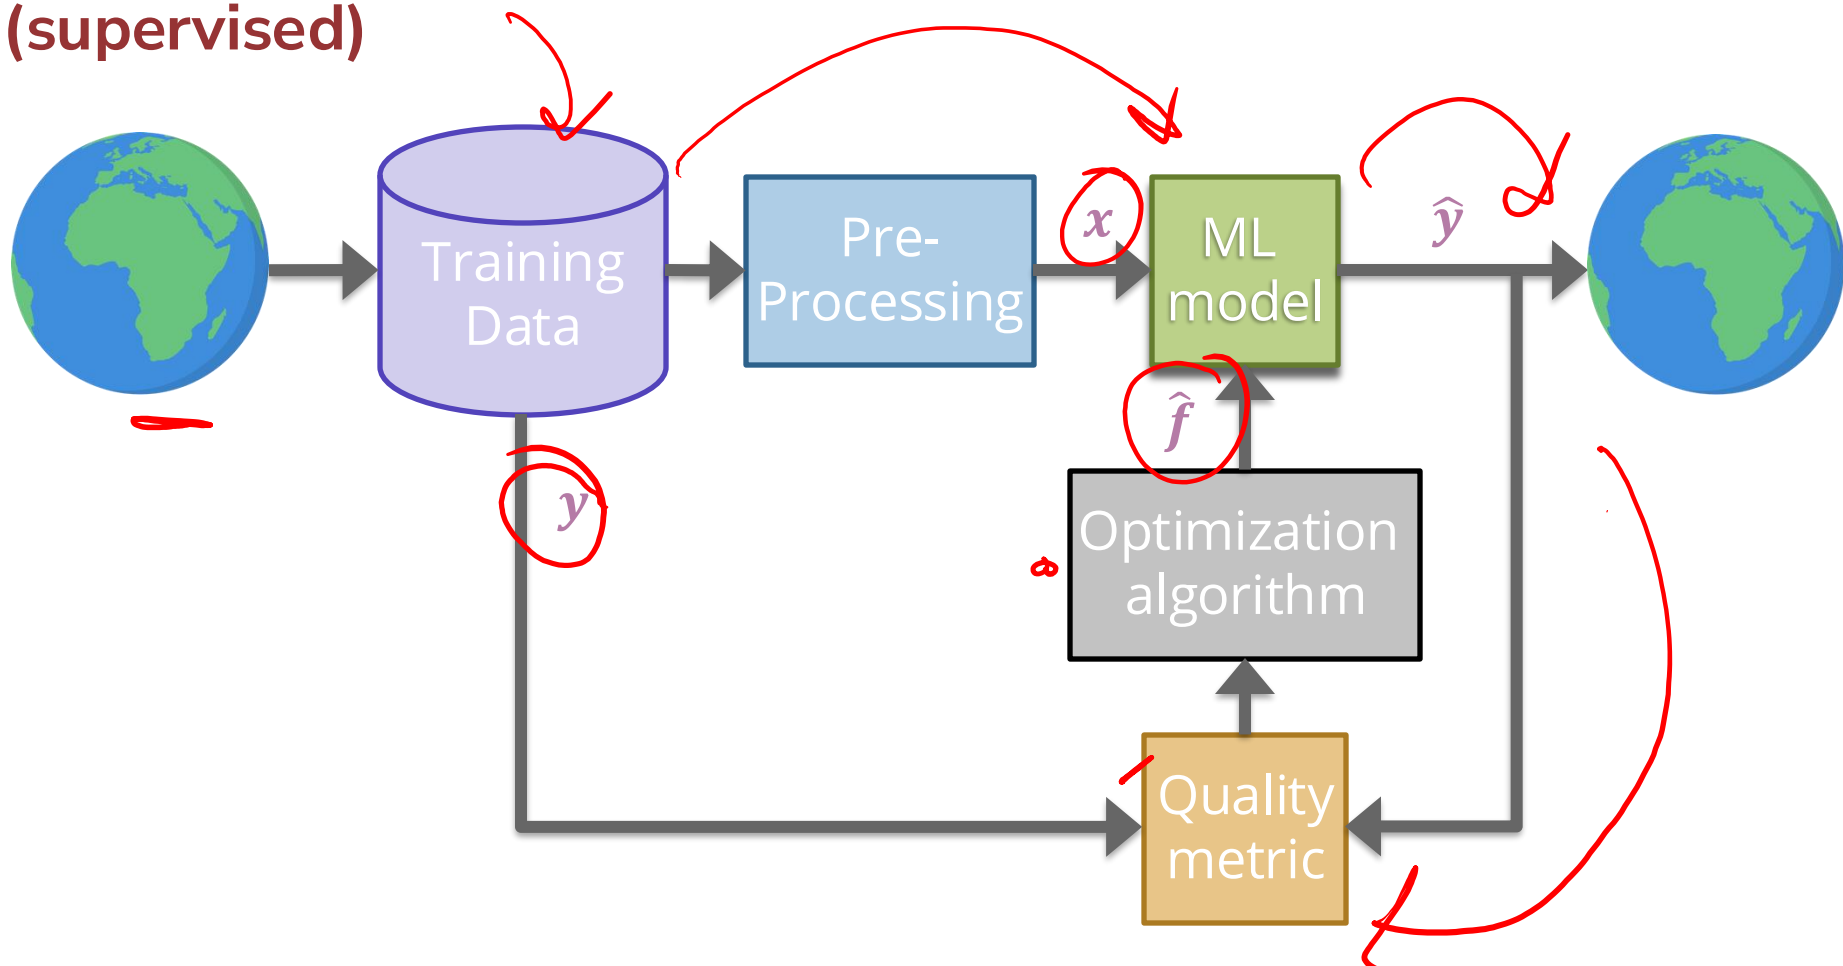 (supervised)
Training
Data
Pre-
Processing
x
ML
model
ŷ
f̂
y
Optimization
algorithm
Quality
metric